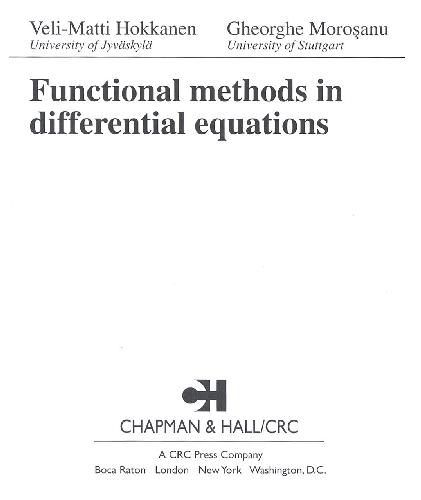 Veli-Matti Hokkanen Gheorghe Moroşanu
University of Jyväskylä University of Stuttgart
Functional methods in
differential equations
CH
CHAPMAN & HALL/CRC
A CRC Press Company
Boca Raton London New York Washington, D.C.